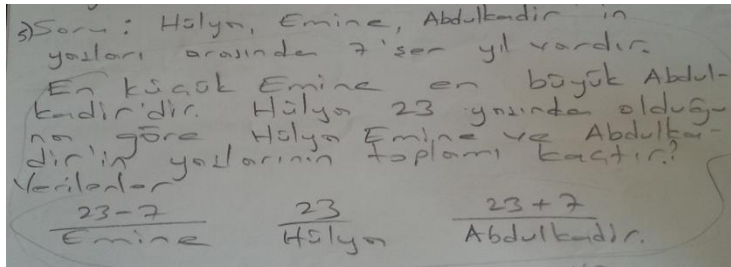 5) Soru: Hülya, Emine, Abdulkadir'in
yaşları arasında 7'şer yıl vardır.
En küçük Emine en büyük Abdul-
kadir'dir. Hülya 23 yaşında olduğu-
na göre Hülya Emine ve Abdulka-
dir'in yaşlarının toplamı kaçtır?
Verilenler
23-7 23 23+7
Emine Hülya Abdulkadir.